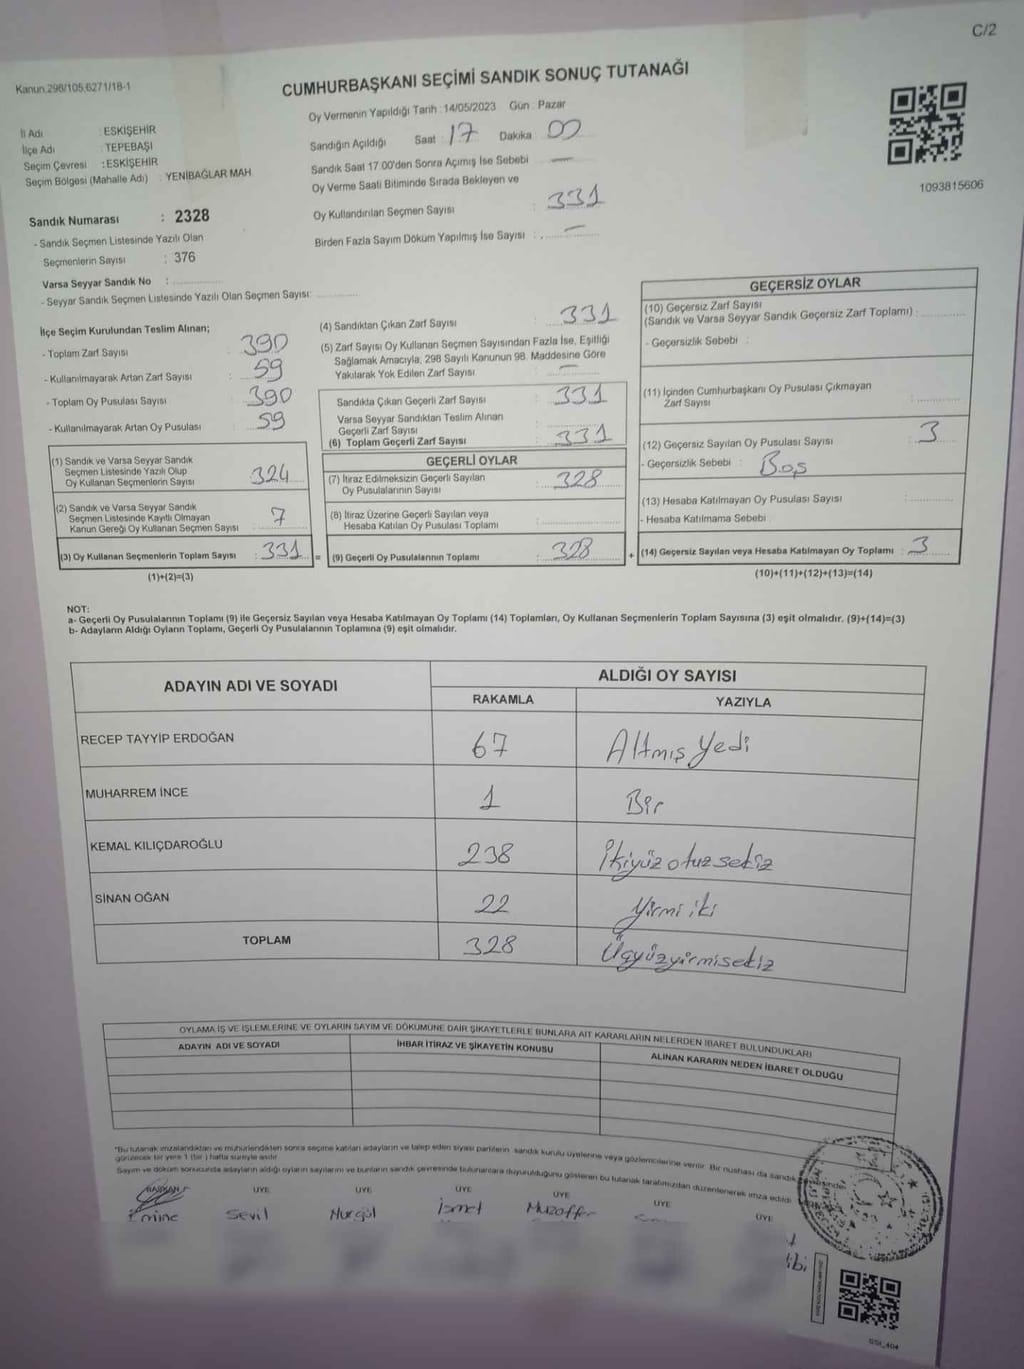 C/2
Kanun.298/105,6271/18-1
CUMHURBAŞKANI SEÇİMİ SANDIK SONUÇ TUTANAĞI
Oy Vermenin Yapıldığı Tarih : 14/05/2023 Gün : Pazar
İl Adı : ESKİŞEHİR
İlçe Adı : TEPEBAŞI
Seçim Çevresi : ESKİŞEHİR
Seçim Bölgesi (Mahalle Adı) : YENİBAĞLAR MAH.
Sandığın Açıldığı Saat : 17 Dakika 00
Sandık Saat 17.00'den Sonra Açımış İse Sebebi —
Oy Verme Saati Bitiminde Sırada Bekleyen ve
Oy Kullandırılan Seçmen Sayısı : 331
Birden Fazla Sayım Döküm Yapılmış İse Sayısı : —
1093815606
Sandık Numarası : 2328
- Sandık Seçmen Listesinde Yazılı Olan
Seçmenlerin Sayısı : 376
Varsa Seyyar Sandık No :
- Seyyar Sandık Seçmen Listesinde Yazılı Olan Seçmen Sayısı:
İlçe Seçim Kurulundan Teslim Alınan;
- Toplam Zarf Sayısı : 390
- Kullanılmayarak Artan Zarf Sayısı : 59
- Toplam Oy Pusulası Sayısı : 390
- Kullanılmayarak Artan Oy Pusulası : 59
(1) Sandık ve Varsa Seyyar Sandık
Seçmen Listesinde Yazılı Olup
Oy Kullanan Seçmenlerin Sayısı : 324
(2) Sandık ve Varsa Seyyar Sandık
Seçmen Listesinde Kayıtlı Olmayan
Kanun Gereği Oy Kullanan Seçmen Sayısı : 7
(3) Oy Kullanan Seçmenlerin Toplam Sayısı : 331
(1)+(2)=(3)
(4) Sandıktan Çıkan Zarf Sayısı : 331
(5) Zarf Sayısı Oy Kullanan Seçmen Sayısından Fazla İse, Eşitliği
Sağlamak Amacıyla; 298 Sayılı Kanunun 98. Maddesine Göre
Yakılarak Yok Edilen Zarf Sayısı : —
Sandıkta Çıkan Geçerli Zarf Sayısı : 331
Varsa Seyyar Sandıktan Teslim Alınan
Geçerli Zarf Sayısı :
(6) Toplam Geçerli Zarf Sayısı : 331
GEÇERLİ OYLAR
(7) İtiraz Edilmeksizin Geçerli Sayılan
Oy Pusulalarının Sayısı : 328
(8) İtiraz Üzerine Geçerli Sayılan veya
Hesaba Katılan Oy Pusulası Toplamı :
= (9) Geçerli Oy Pusulalarının Toplamı : 328
GEÇERSİZ OYLAR
(10) Geçersiz Zarf Sayısı
(Sandık ve Varsa Seyyar Sandık Geçersiz Zarf Toplamı) :
- Geçersizlik Sebebi :
(11) İçinden Cumhurbaşkanı Oy Pusulası Çıkmayan
Zarf Sayısı :
(12) Geçersiz Sayılan Oy Pusulası Sayısı : 3
- Geçersizlik Sebebi : Boş
(13) Hesaba Katılmayan Oy Pusulası Sayısı :
- Hesaba Katılmama Sebebi :
+ (14) Geçersiz Sayılan veya Hesaba Katılmayan Oy Toplamı : 3
(10)+(11)+(12)+(13)=(14)
NOT:
a- Geçerli Oy Pusulalarının Toplamı (9) ile Geçersiz Sayılan veya Hesaba Katılmayan Oy Toplamı (14) Toplamları, Oy Kullanan Seçmenlerin Toplam Sayısına (3) eşit olmalıdır. (9)+(14)=(3)
b- Adayların Aldığı Oyların Toplamı, Geçerli Oy Pusulalarının Toplamına (9) eşit olmalıdır.
ADAYIN ADI VE SOYADI ALDIĞI OY SAYISI
RAKAMLA YAZIYLA
RECEP TAYYİP ERDOĞAN 67 Altmış Yedi
MUHARREM İNCE 1 Bir
KEMAL KILIÇDAROĞLU 238 İkiyüz otuz sekiz
SİNAN OĞAN 22 Yirmi iki
TOPLAM 328 Üçyüzyirmisekiz
OYLAMA İŞ VE İŞLEMLERİNE VE OYLARIN SAYIM VE DÖKÜMÜNE DAİR ŞİKAYETLERLE BUNLARA AİT KARARLARIN NELERDEN İBARET BULUNDUKLARI
ADAYIN ADI VE SOYADI İHBAR İTİRAZ VE ŞİKAYETİN KONUSU ALINAN KARARIN NEDEN İBARET OLDUĞU
*Bu tutanak imzalandıktan ve mühürlendikten sonra seçime katılan adayların ve talep eden siyasi partilerin sandık kurulu üyelerine veya gözlemcilerine verilir. Bir nüshası da sandık
görülecek bir yere 1 (bir ) hafta süreyle asılır.
Sayım ve döküm sonucunda adayların aldığı oyların sayılarını ve bunların sandık çevresinde bulunanlara duyurulduğunu gösteren bu tutanak tarafımızdan düzenlenerek imza edildi.
BAŞKAN ÜYE ÜYE ÜYE ÜYE ÜYE ÜYE
Emine Sevil Nurgül İsmet Muzaffer
GSI_404